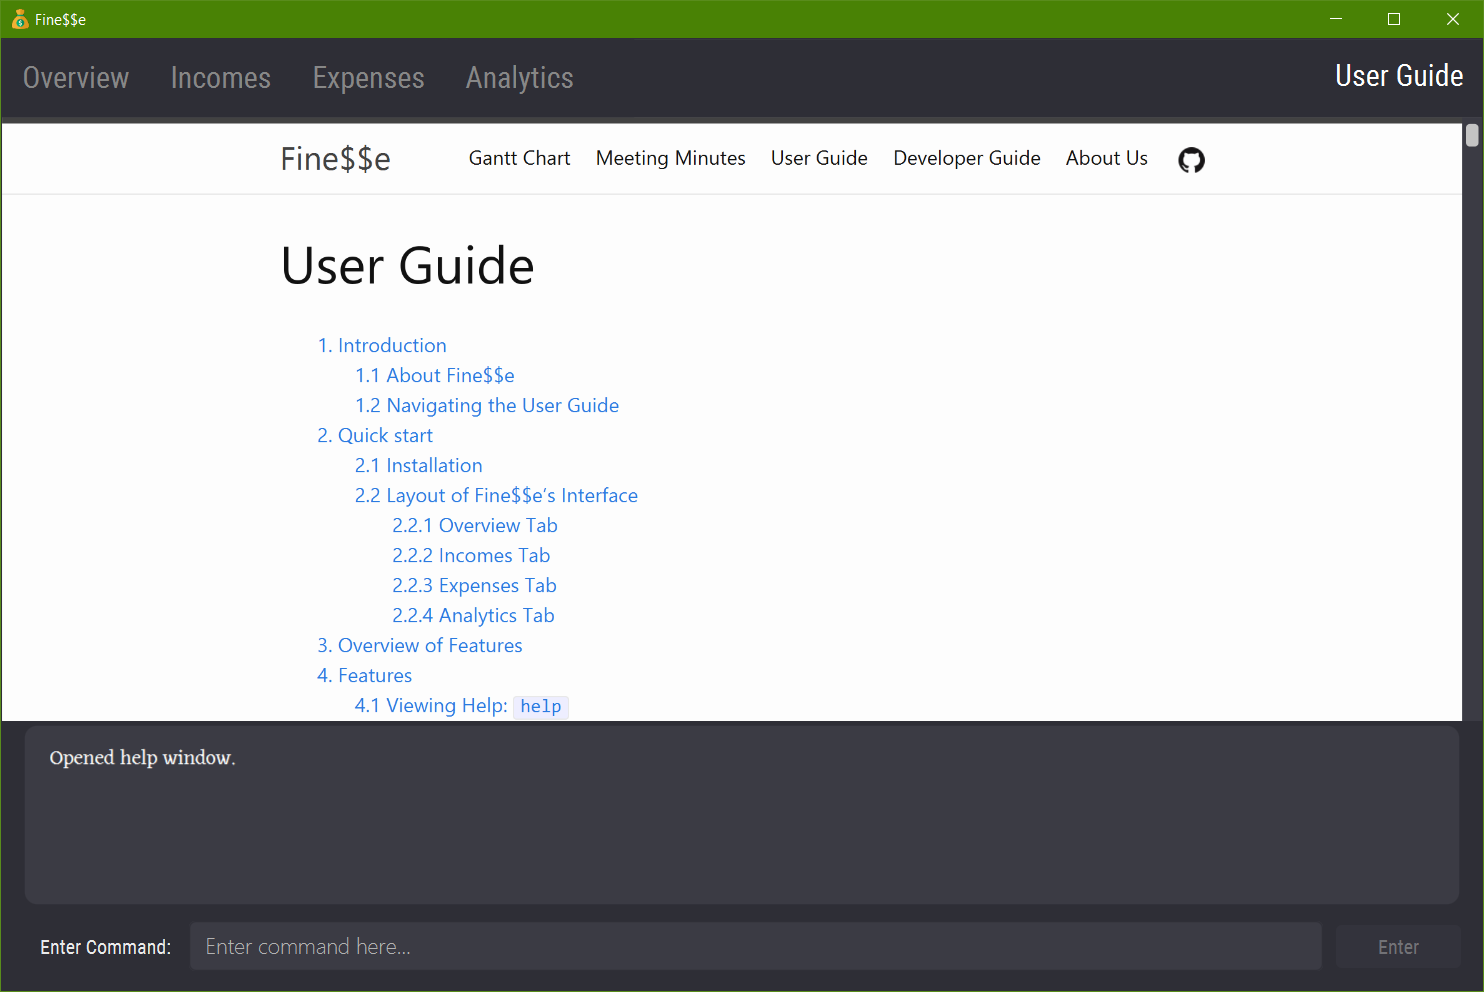 Fine$$e
Overview Incomes Expenses Analytics User Guide
Fine$$e Gantt Chart Meeting Minutes User Guide Developer Guide About Us
User Guide
1. Introduction
1.1 About Fine$$e
1.2 Navigating the User Guide
2. Quick start
2.1 Installation
2.2 Layout of Fine$$e’s Interface
2.2.1 Overview Tab
2.2.2 Incomes Tab
2.2.3 Expenses Tab
2.2.4 Analytics Tab
3. Overview of Features
4. Features
4.1 Viewing Help: help
Opened help window.
Enter Command: Enter command here... Enter